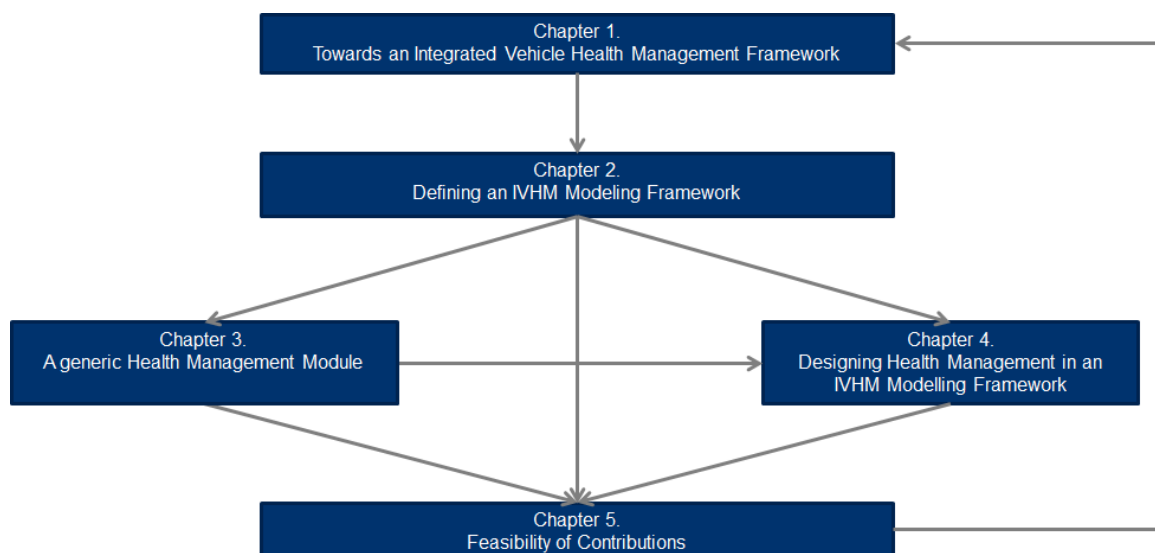 Chapter 1.
Towards an Integrated Vehicle Health Management Framework
Chapter 2.
Defining an IVHM Modeling Framework
Chapter 3.
A generic Health Management Module
Chapter 4.
Designing Health Management in an
IVHM Modelling Framework
Chapter 5.
Feasibility of Contributions